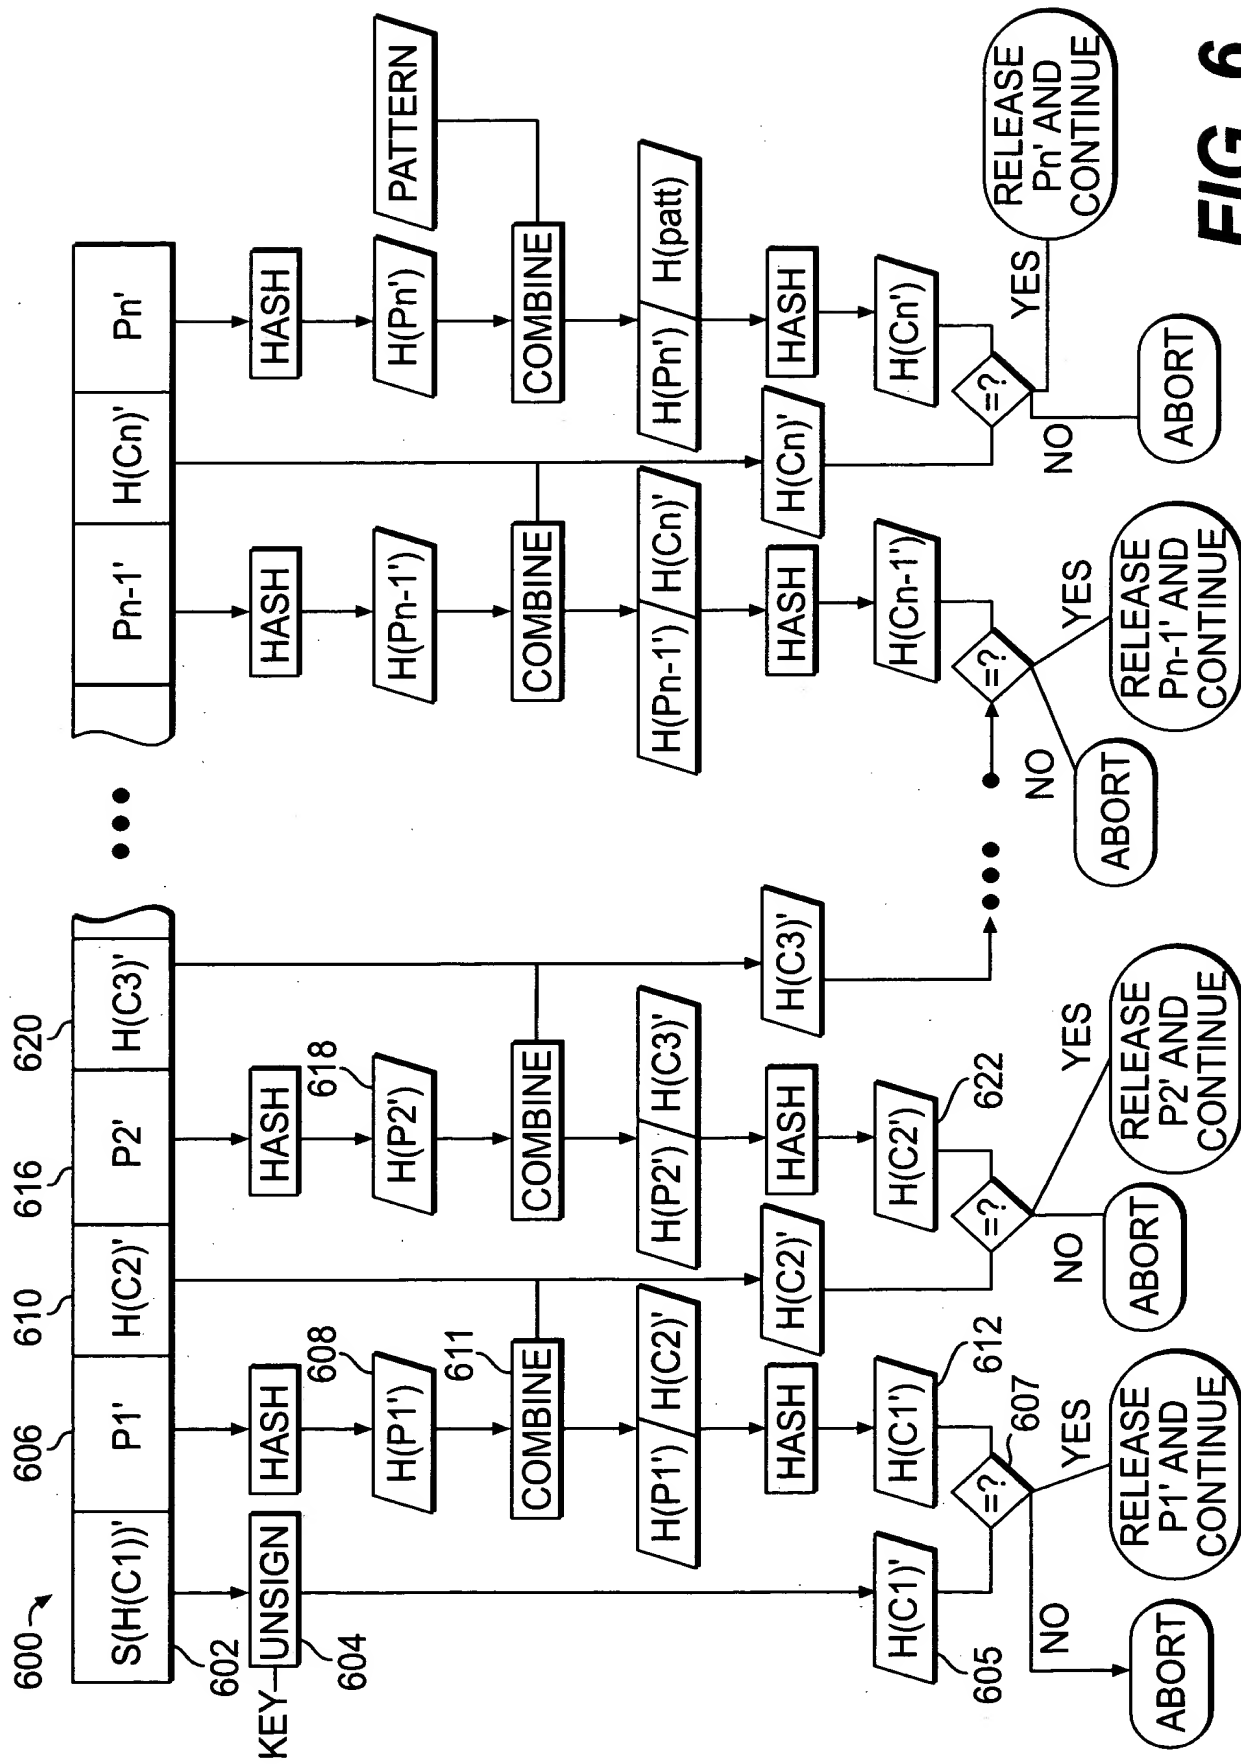 600
606
610
616
620
S(H(C1))'
P1'
H(C2)'
P2'
H(C3)'
Pn-1'
H(Cn)'
Pn'
602
KEY
UNSIGN
604
HASH
HASH
HASH
HASH
608
618
H(P1')
H(P2')
H(Pn-1')
H(Pn')
PATTERN
611
COMBINE
COMBINE
COMBINE
COMBINE
H(P1') / H(C2)'
H(P2') / H(C3)'
H(Pn-1') / H(Cn)'
H(Pn') / H(patt)
HASH
H(C2)'
HASH
H(C3)'
HASH
H(Cn)'
HASH
H(C1)'
605
H(C1')
612
H(C2')
622
H(Cn-1')
H(Cn')
=?
607
=?
=?
=?
NO
YES
NO
YES
NO
YES
NO
YES
ABORT
RELEASE
P1' AND
CONTINUE
ABORT
RELEASE
P2' AND
CONTINUE
ABORT
RELEASE
Pn-1' AND
CONTINUE
ABORT
RELEASE
Pn' AND
CONTINUE
FIG. 6